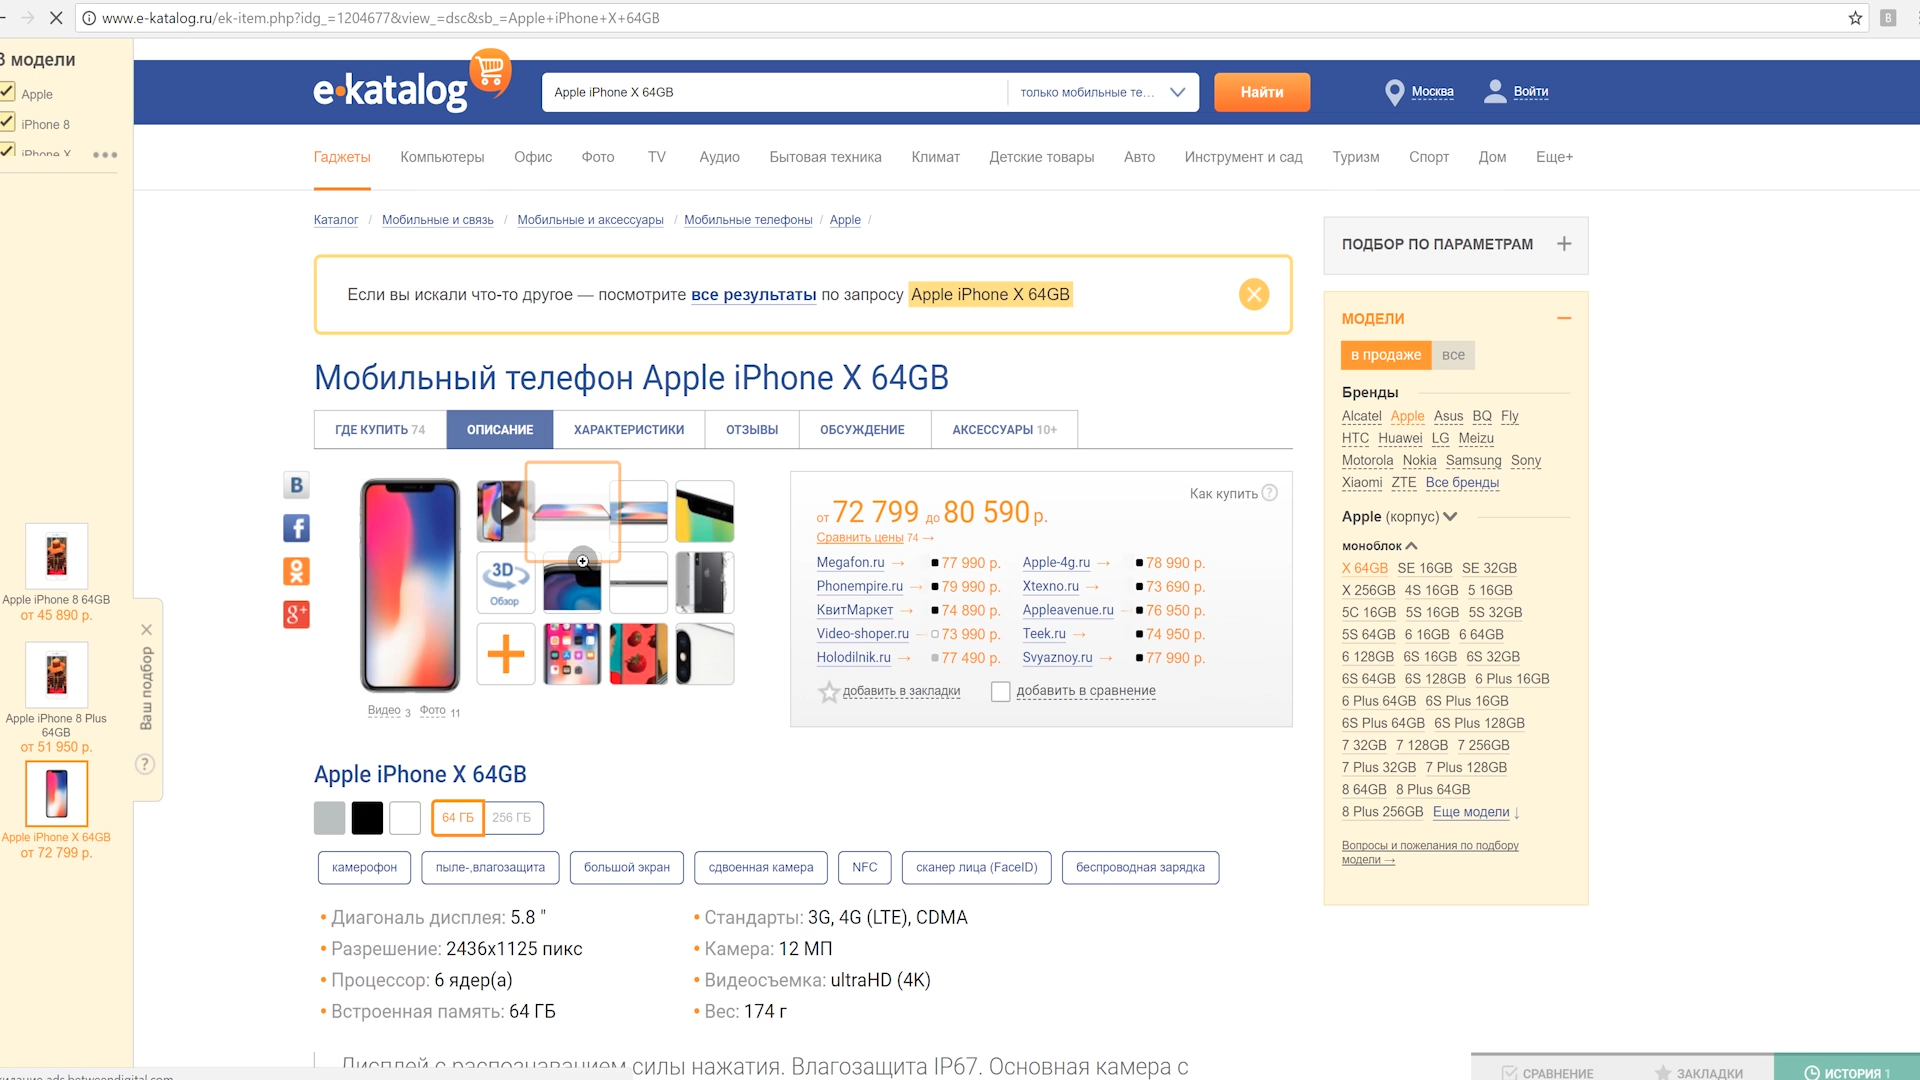 www.e-katalog.ru/ek-item.php?idg_=1204677&view_=dsc&sb_=Apple+iPhone+X+64GB
модели
Apple
iPhone 8
iPhone X
e·katalog
Apple iPhone X 64GB
только мобильные те...
Найти
Москва
Войти
Гаджеты Компьютеры Офис Фото TV Аудио Бытовая техника Климат Детские товары Авто Инструмент и сад Туризм Спорт Дом Еще+
Каталог / Мобильные и связь / Мобильные и аксессуары / Мобильные телефоны / Apple /
Если вы искали что-то другое — посмотрите все результаты по запросу Apple iPhone X 64GB
Мобильный телефон Apple iPhone X 64GB
ГДЕ КУПИТЬ 74 ОПИСАНИЕ ХАРАКТЕРИСТИКИ ОТЗЫВЫ ОБСУЖДЕНИЕ АКСЕССУАРЫ 10+
3D
Обзор
Видео 3 Фото 11
Как купить ?
от 72 799 до 80 590 р.
Сравнить цены 74 →
Megafon.ru → 77 990 р. Apple-4g.ru → 78 990 р.
Phonempire.ru → 79 990 р. Xtexno.ru → 73 690 р.
КвитМаркет → 74 890 р. Appleavenue.ru → 76 950 р.
Video-shoper.ru → 73 990 р. Teek.ru → 74 950 р.
Holodilnik.ru → 77 490 р. Svyaznoy.ru → 77 990 р.
добавить в закладки добавить в сравнение
Apple iPhone X 64GB
64 ГБ 256 ГБ
камерофон пыле-,влагозащита большой экран сдвоенная камера NFC сканер лица (FaceID) беспроводная зарядка
• Диагональ дисплея: 5.8 "
• Разрешение: 2436x1125 пикс
• Процессор: 6 ядер(а)
• Встроенная память: 64 ГБ
• Стандарты: 3G, 4G (LTE), CDMA
• Камера: 12 МП
• Видеосъемка: ultraHD (4K)
• Вес: 174 г
Дисплей с распознаванием силы нажатия. Влагозащита IP67. Основная камера с
Apple iPhone 8 64GB
от 45 890 р.
Apple iPhone 8 Plus
64GB
от 51 950 р.
Apple iPhone X 64GB
от 72 799 р.
Ваш подбор
?
ПОДБОР ПО ПАРАМЕТРАМ +
МОДЕЛИ
в продаже все
Бренды
Alcatel Apple Asus BQ Fly
HTC Huawei LG Meizu
Motorola Nokia Samsung Sony
Xiaomi ZTE Все бренды
Apple (корпус)
моноблок
X 64GB SE 16GB SE 32GB
X 256GB 4S 16GB 5 16GB
5C 16GB 5S 16GB 5S 32GB
5S 64GB 6 16GB 6 64GB
6 128GB 6S 16GB 6S 32GB
6S 64GB 6S 128GB 6 Plus 16GB
6 Plus 64GB 6S Plus 16GB
6S Plus 64GB 6S Plus 128GB
7 32GB 7 128GB 7 256GB
7 Plus 32GB 7 Plus 128GB
8 64GB 8 Plus 64GB
8 Plus 256GB Еще модели ↓
Вопросы и пожелания по подбору
модели →
СРАВНЕНИЕ ЗАКЛАДКИ ИСТОРИЯ 1